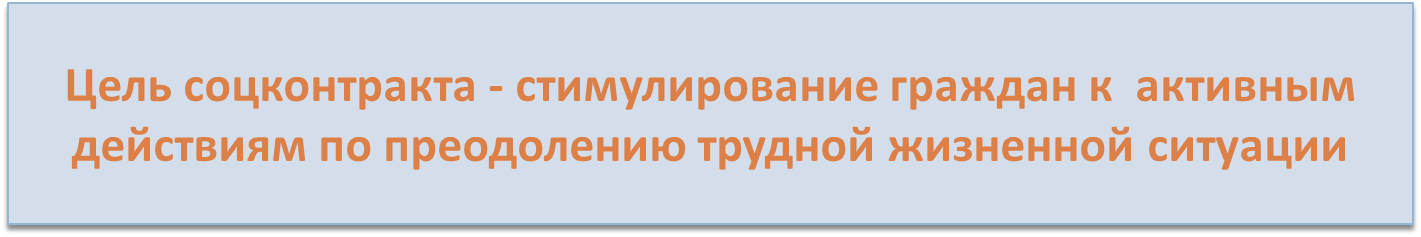 Цель соцконтракта - стимулирование граждан к  активным
действиям по преодолению трудной жизненной ситуации